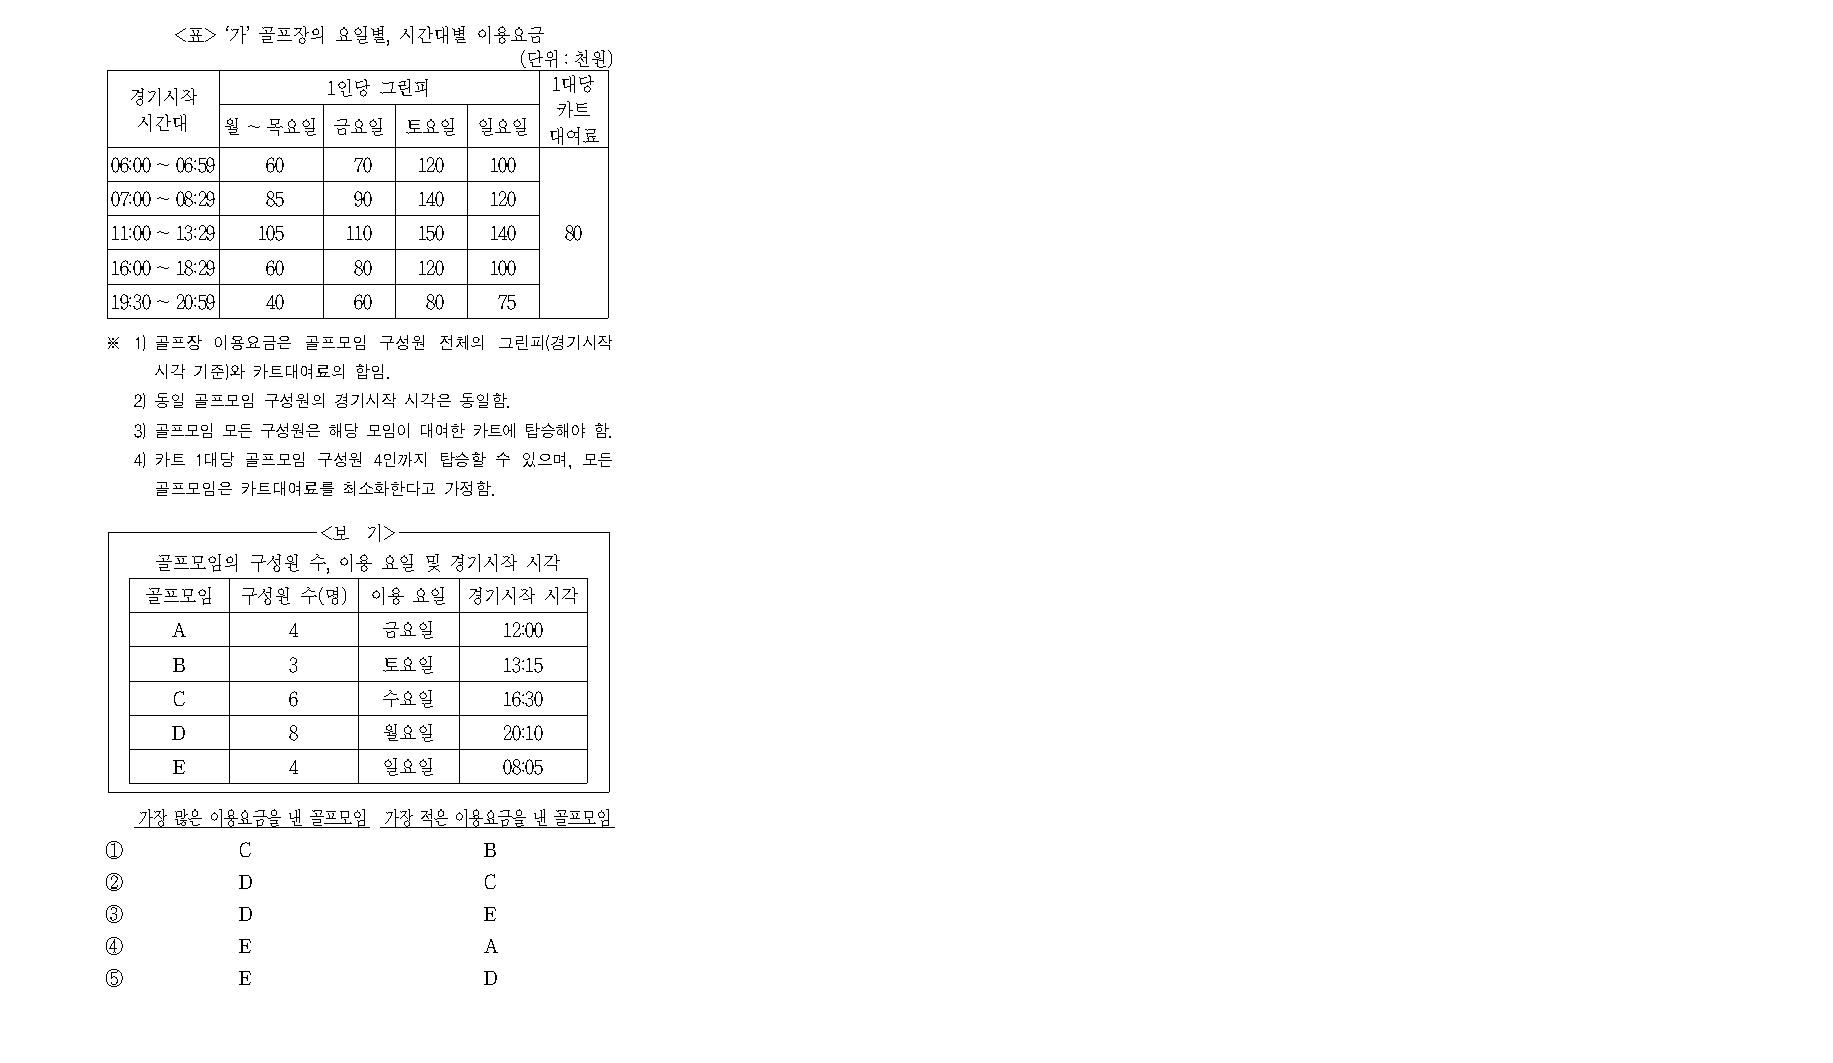 <표> ‘가’ 골프장의 요일별, 시간대별 이용요금
(단위 : 천원)
경기시작 시간대 1인당 그린피 1대당 카트 대여료
월 ~ 목요일 금요일 토요일 일요일
06:00 ~ 06:59 60 70 120 100
07:00 ~ 08:29 85 90 140 120
11:00 ~ 13:29 105 110 150 140 80
16:00 ~ 18:29 60 80 120 100
19:30 ~ 20:59 40 60 80 75
※ 1) 골프장 이용요금은 골프모임 구성원 전체의 그린피(경기시작
시각 기준)와 카트대여료의 합임.
2) 동일 골프모임 구성원의 경기시작 시각은 동일함.
3) 골프모임 모든 구성원은 해당 모임이 대여한 카트에 탑승해야 함.
4) 카트 1대당 골프모임 구성원 4인까지 탑승할 수 있으며, 모든
골프모임은 카트대여료를 최소화한다고 가정함.
<보 기>
골프모임의 구성원 수, 이용 요일 및 경기시작 시각
골프모임 구성원 수(명) 이용 요일 경기시작 시각
A 4 금요일 12:00
B 3 토요일 13:15
C 6 수요일 16:30
D 8 월요일 20:10
E 4 일요일 08:05
가장 많은 이용요금을 낸 골프모임 가장 적은 이용요금을 낸 골프모임
① C B
② D C
③ D E
④ E A
⑤ E D